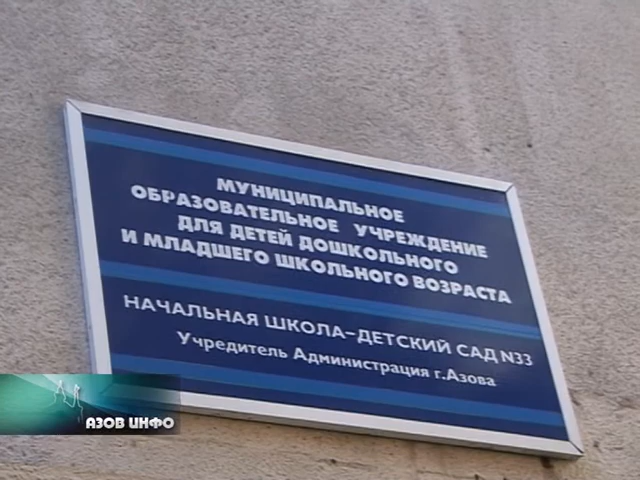 МУНИЦИПАЛЬНОЕ
ОБРАЗОВАТЕЛЬНОЕ УЧРЕЖДЕНИЕ
ДЛЯ ДЕТЕЙ ДОШКОЛЬНОГО
И МЛАДШЕГО ШКОЛЬНОГО ВОЗРАСТА
НАЧАЛЬНАЯ ШКОЛА-ДЕТСКИЙ САД N33
Учредитель Администрация г.Азова
АЗОВ ИНФО